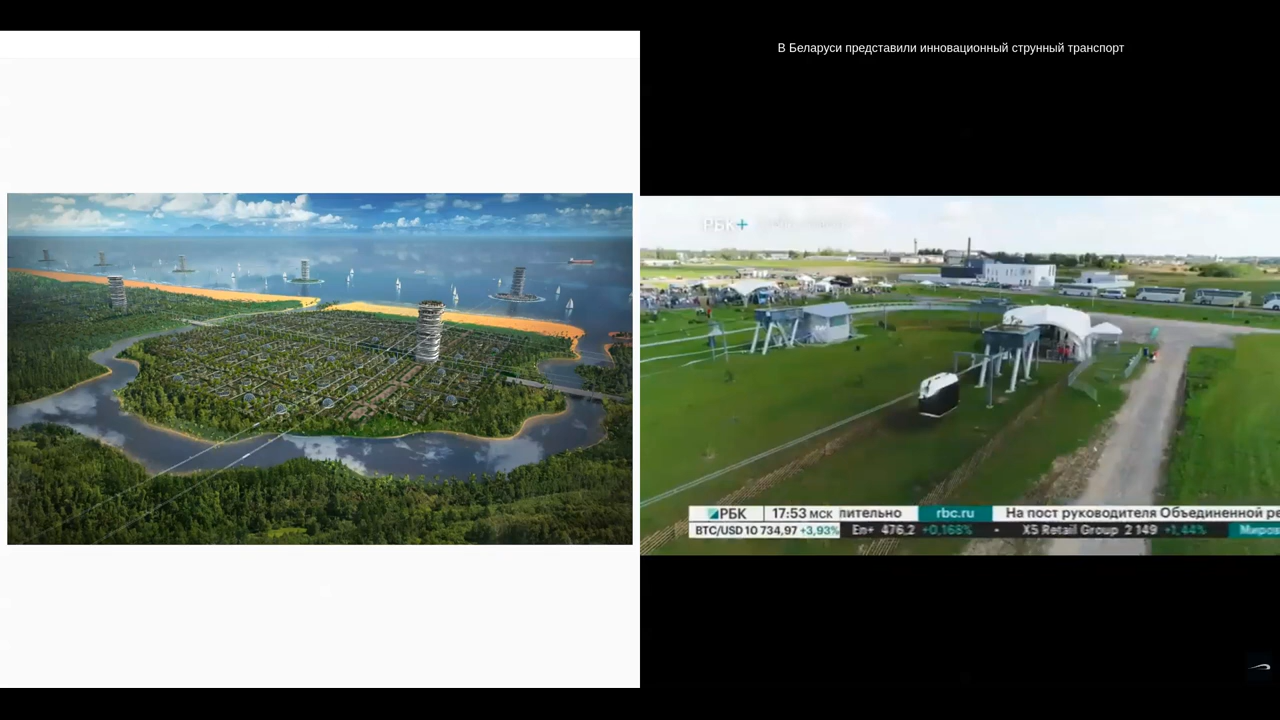 В Беларуси представили инновационный струнный транспорт
РБК+
РБК 17:53 МСК пительно rbc.ru На пост руководителя Объединенной ре
BTC/USD 10 734,97 +3,93% En+ 476,2 +0,168% • X5 Retail Group 2 149 +1,44% Миров